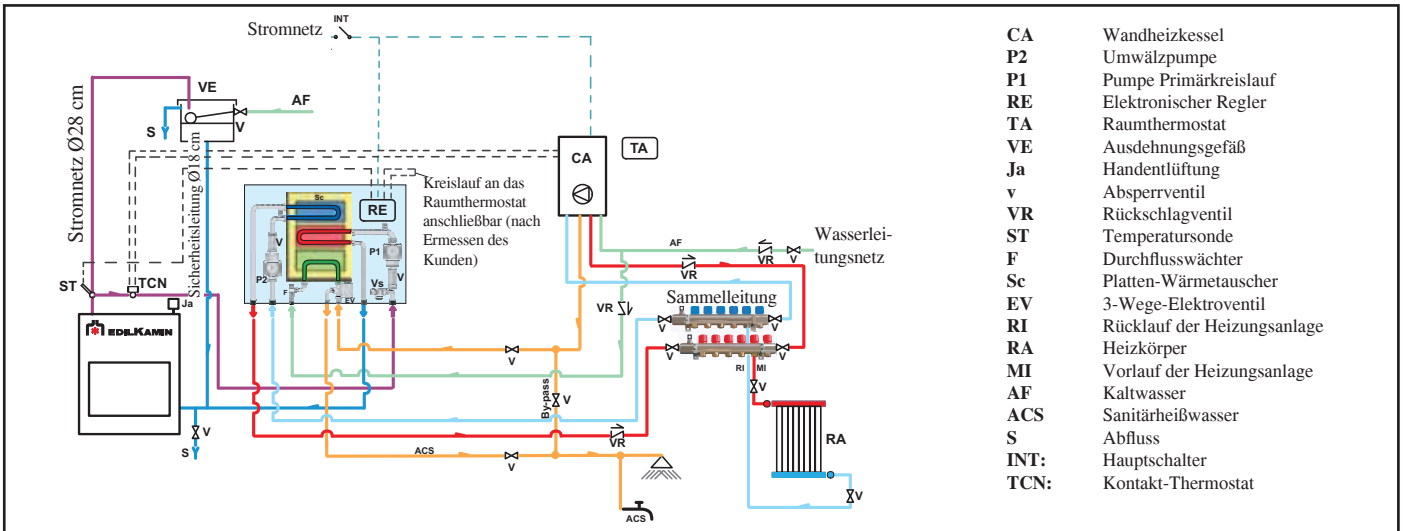 Stromnetz
INT
VE
AF
S
V
Stromnetz Ø28 cm
Sicherheitsleitung Ø18 cm
ST
TCN
Ja
EDILKAMIN
V
S
Sc
RE
V
P1
P2
V
F
EV
Vs
Kreislauf an das
Raumthermostat
anschließbar (nach
Ermessen des
Kunden)
CA
TA
AF
VR
V
Wasserlei-
tungsnetz
VR
VR
Sammelleitung
V
V
V
V
RI
MI
V
V
By-pass
V
VR
ACS
V
ACS
RA
V
CA Wandheizkessel
P2 Umwälzpumpe
P1 Pumpe Primärkreislauf
RE Elektronischer Regler
TA Raumthermostat
VE Ausdehnungsgefäß
Ja Handentlüftung
v Absperrventil
VR Rückschlagventil
ST Temperatursonde
F Durchflusswächter
Sc Platten-Wärmetauscher
EV 3-Wege-Elektroventil
RI Rücklauf der Heizungsanlage
RA Heizkörper
MI Vorlauf der Heizungsanlage
AF Kaltwasser
ACS Sanitärheißwasser
S Abfluss
INT: Hauptschalter
TCN: Kontakt-Thermostat